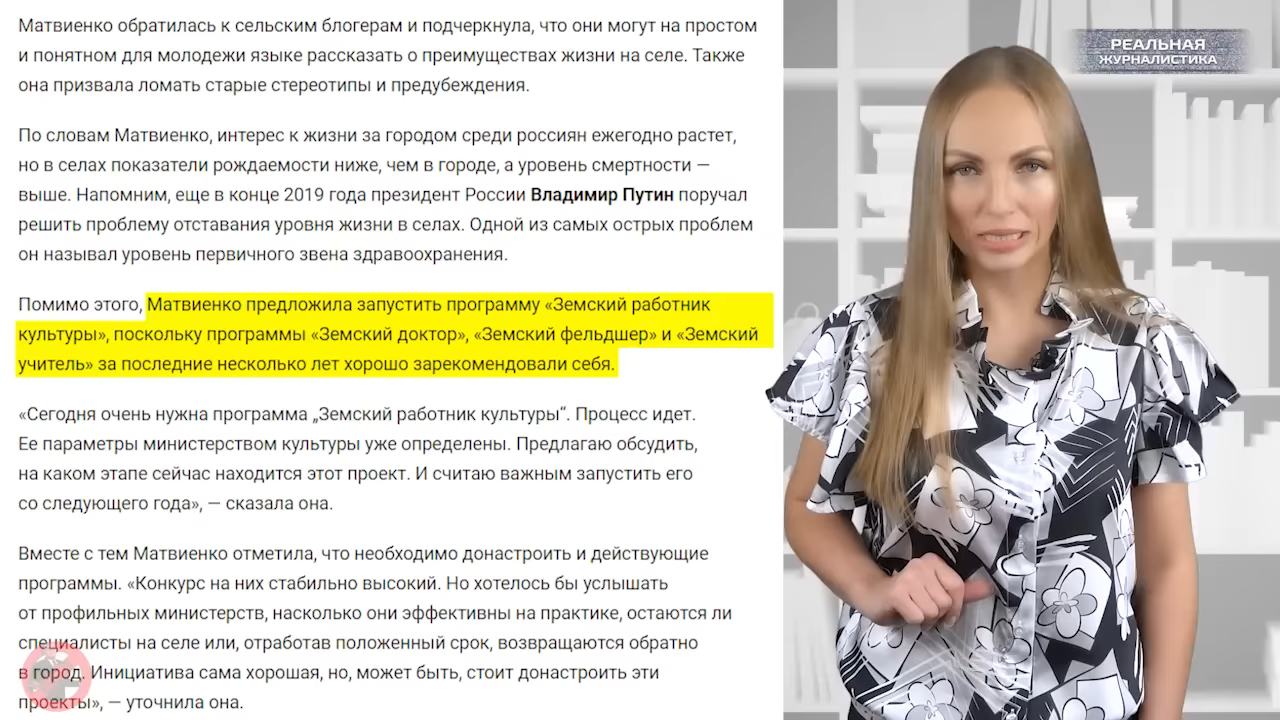 Матвиенко обратилась к сельским блогерам и подчеркнула, что они могут на простом
и понятном для молодежи языке рассказать о преимуществах жизни на селе. Также
она призвала ломать старые стереотипы и предубеждения.
По словам Матвиенко, интерес к жизни за городом среди россиян ежегодно растет,
но в селах показатели рождаемости ниже, чем в городе, а уровень смертности —
выше. Напомним, еще в конце 2019 года президент России Владимир Путин поручал
решить проблему отставания уровня жизни в селах. Одной из самых острых проблем
он называл уровень первичного звена здравоохранения.
Помимо этого, Матвиенко предложила запустить программу «Земский работник
культуры», поскольку программы «Земский доктор», «Земский фельдшер» и «Земский
учитель» за последние несколько лет хорошо зарекомендовали себя.
«Сегодня очень нужна программа „Земский работник культуры“. Процесс идет.
Ее параметры министерством культуры уже определены. Предлагаю обсудить,
на каком этапе сейчас находится этот проект. И считаю важным запустить его
со следующего года», — сказала она.
Вместе с тем Матвиенко отметила, что необходимо донастроить и действующие
программы. «Конкурс на них стабильно высокий. Но хотелось бы услышать
от профильных министерств, насколько они эффективны на практике, остаются ли
специалисты на селе или, отработав положенный срок, возвращаются обратно
в город. Инициатива сама хорошая, но, может быть, стоит донастроить эти
проекты», — уточнила она.
РЕАЛЬНАЯ
ЖУРНАЛИСТИКА